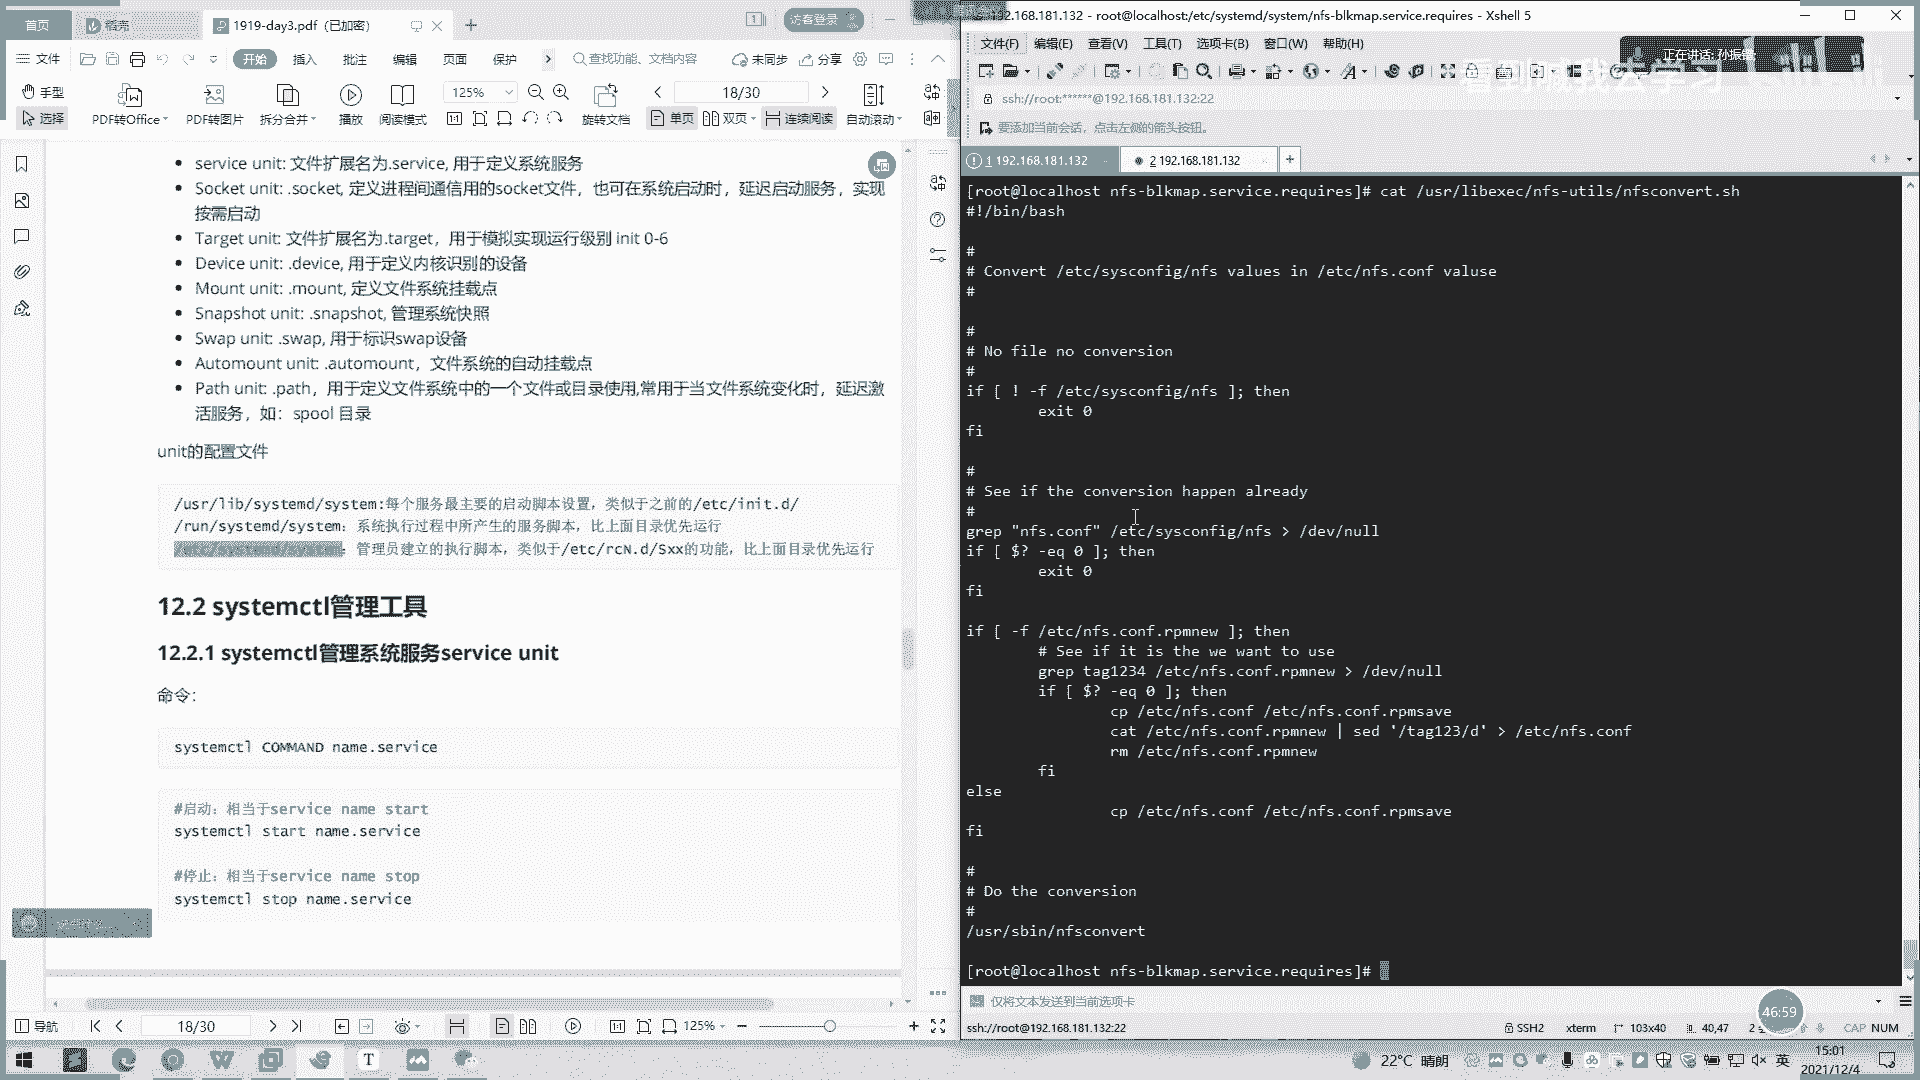 首页
稻壳
1919-day3.pdf（已加密）
访客登录
文件
开始
插入
批注
编辑
页面
保护
查找功能、文档内容
未同步
分享
手型
选择
PDF转Office
PDF转图片
拆分合并
播放
阅读模式
125%
旋转文档
18/30
单页
双页
连续阅读
自动滚动
service unit: 文件扩展名为.service, 用于定义系统服务
Socket unit: .socket, 定义进程间通信用的socket文件，也可在系统启动时，延迟启动服务，实现
按需启动
Target unit: 文件扩展名为.target，用于模拟实现运行级别 init 0-6
Device unit: .device, 用于定义内核识别的设备
Mount unit: .mount, 定义文件系统挂载点
Snapshot unit: .snapshot, 管理系统快照
Swap unit: .swap, 用于标识swap设备
Automount unit: .automount，文件系统的自动挂载点
Path unit: .path，用于定义文件系统中的一个文件或目录使用,常用于当文件系统变化时，延迟激
活服务，如：spool 目录
unit的配置文件
/usr/lib/systemd/system:每个服务最主要的启动脚本设置，类似于之前的/etc/init.d/
/run/systemd/system：系统执行过程中所产生的服务脚本，比上面目录优先运行
/etc/systemd/system：管理员建立的执行脚本，类似于/etc/rcN.d/Sxx的功能，比上面目录优先运行
12.2 systemctl管理工具
12.2.1 systemctl管理系统服务service unit
命令：
systemctl COMMAND name.service
#启动：相当于service name start
systemctl start name.service
#停止：相当于service name stop
systemctl stop name.service
导航
18/30
125%
192.168.181.132 - root@localhost:/etc/systemd/system/nfs-blkmap.service.requires - Xshell 5
文件(F) 编辑(E) 查看(V) 工具(T) 选项卡(B) 窗口(W) 帮助(H)
正在讲话: 孙振铭
ssh://root:******@192.168.181.132:22
要添加当前会话，点击左侧的箭头按钮。
1 192.168.181.132
2 192.168.181.132
[root@localhost nfs-blkmap.service.requires]# cat /usr/libexec/nfs-utils/nfsconvert.sh
#!/bin/bash
#
# Convert /etc/sysconfig/nfs values in /etc/nfs.conf valuse
#
#
# No file no conversion
#
if [ ! -f /etc/sysconfig/nfs ]; then
exit 0
fi
#
# See if the conversion happen already
#
grep "nfs.conf" /etc/sysconfig/nfs > /dev/null
if [ $? -eq 0 ]; then
exit 0
fi
if [ -f /etc/nfs.conf.rpmnew ]; then
# See if it is the we want to use
grep tag1234 /etc/nfs.conf.rpmnew > /dev/null
if [ $? -eq 0 ]; then
cp /etc/nfs.conf /etc/nfs.conf.rpmsave
cat /etc/nfs.conf.rpmnew | sed '/tag123/d' > /etc/nfs.conf
rm /etc/nfs.conf.rpmnew
fi
else
cp /etc/nfs.conf /etc/nfs.conf.rpmsave
fi
#
# Do the conversion
#
/usr/sbin/nfsconvert
[root@localhost nfs-blkmap.service.requires]#
仅将文本发送到当前选项卡
ssh://root@192.168.181.132:22
SSH2
xterm
103x40
40,47
CAP NUM
46:59
22°C 晴朗
英
15:01
2021/12/4